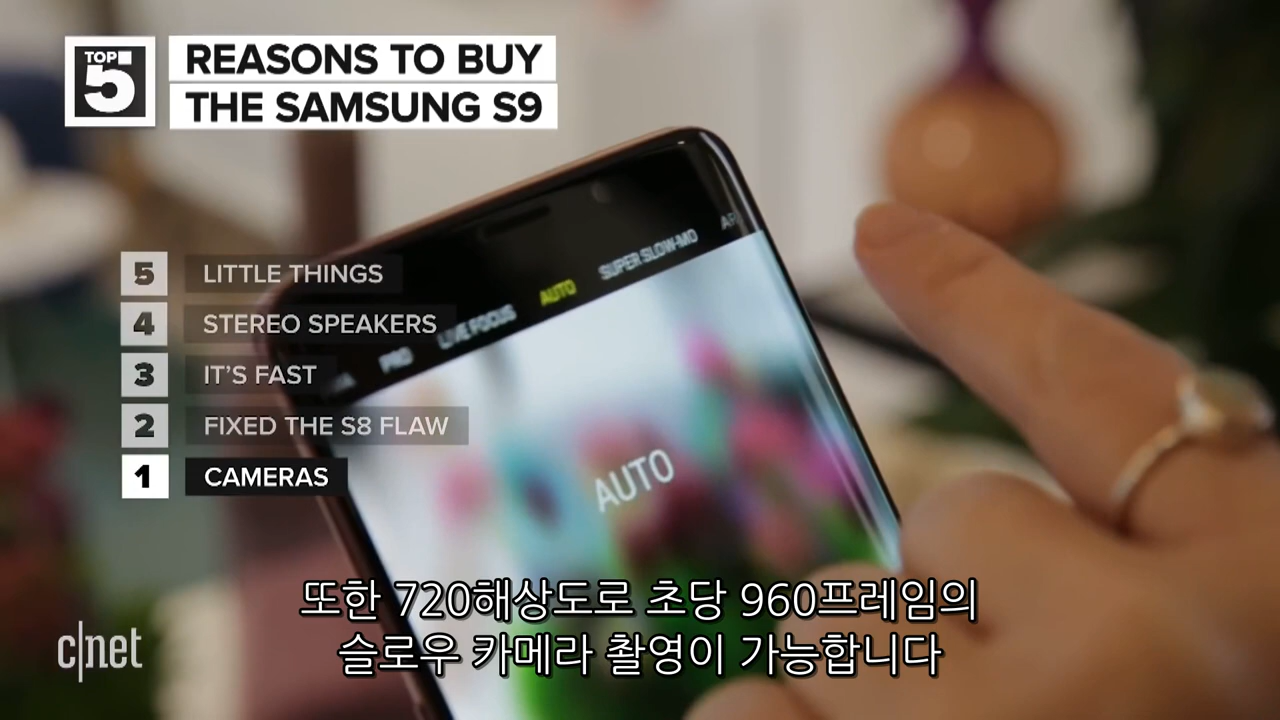 TOP 5
REASONS TO BUY
THE SAMSUNG S9
5 LITTLE THINGS
4 STEREO SPEAKERS
3 IT'S FAST
2 FIXED THE S8 FLAW
1 CAMERAS
PRO LIVE FOCUS AUTO SUPER SLOW-MO
AUTO
또한 720해상도로 초당 960프레임의
슬로우 카메라 촬영이 가능합니다
c|net